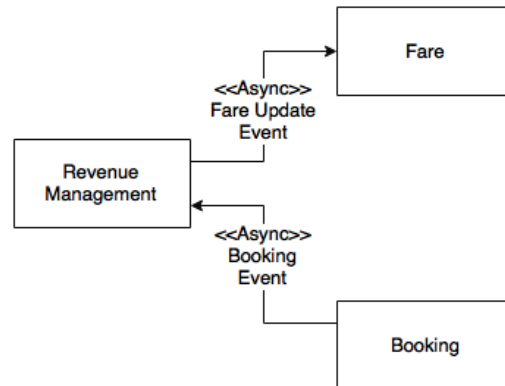 Fare
<<Async>>
Fare Update
Event
Revenue
Management
<<Async>>
Booking
Event
Booking